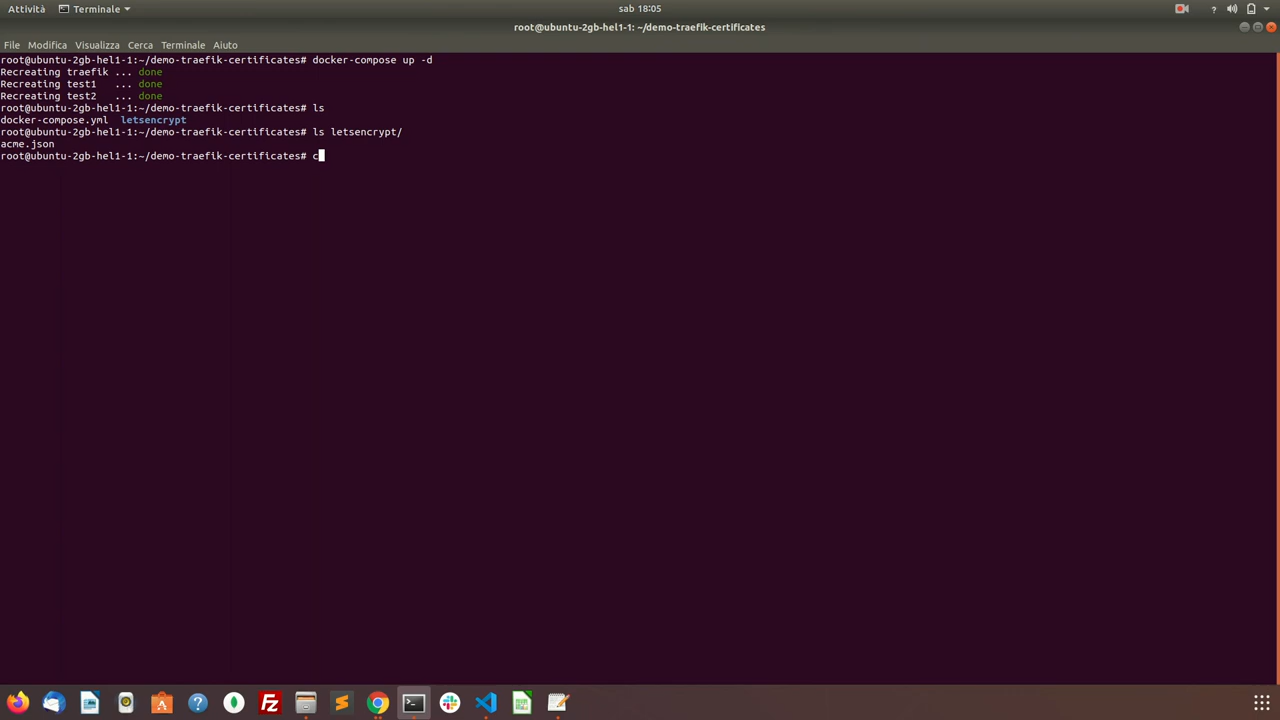 Attività
Terminale
sab 18:05
root@ubuntu-2gb-hel1-1: ~/demo-traefik-certificates
File Modifica Visualizza Cerca Terminale Aiuto
root@ubuntu-2gb-hel1-1:~/demo-traefik-certificates# docker-compose up -d
Recreating traefik ... done
Recreating test1   ... done
Recreating test2   ... done
root@ubuntu-2gb-hel1-1:~/demo-traefik-certificates# ls
docker-compose.yml  letsencrypt
root@ubuntu-2gb-hel1-1:~/demo-traefik-certificates# ls letsencrypt/
acme.json
root@ubuntu-2gb-hel1-1:~/demo-traefik-certificates# c